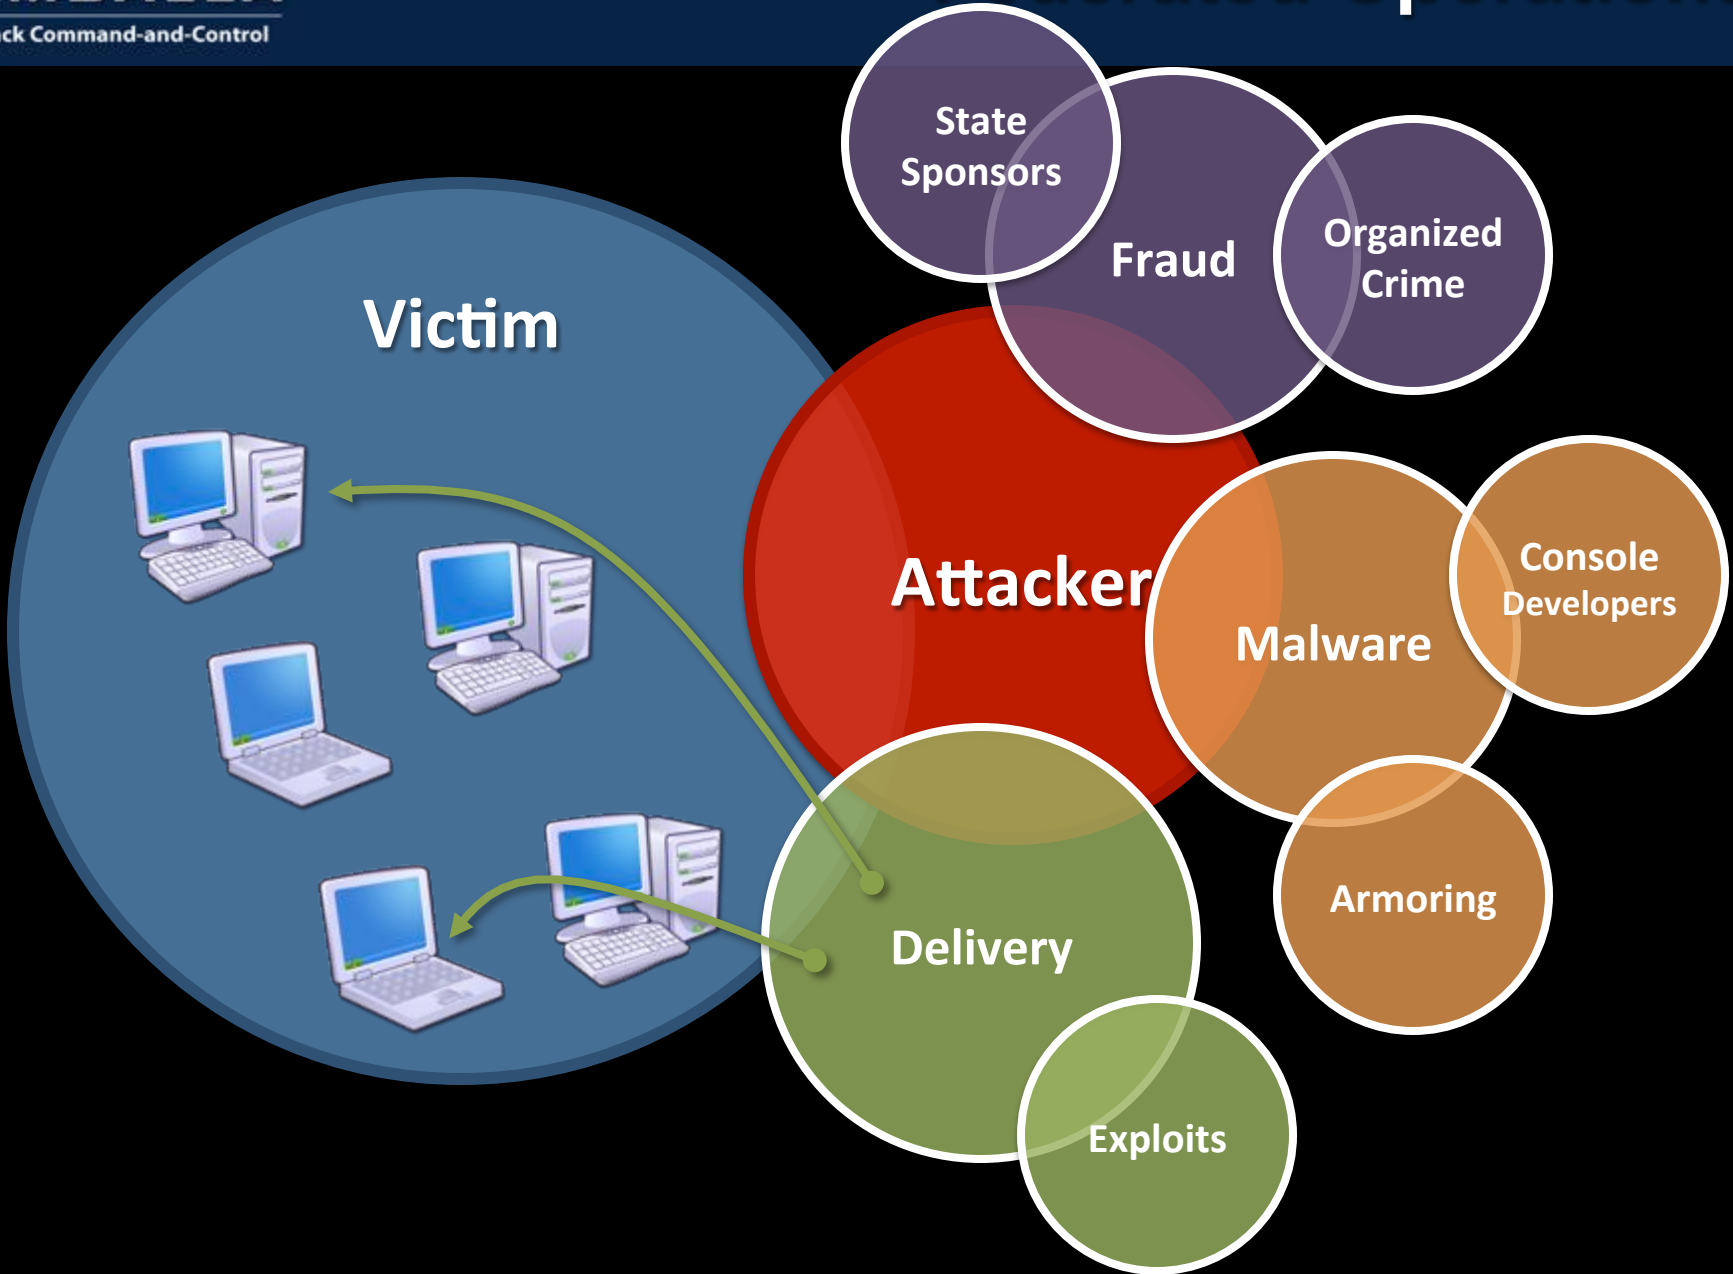 ck Command-and-Control
State
Sponsors
Fraud
Organized
Crime
Victim
Attacker
Console
Developers
Malware
Armoring
Delivery
Exploits